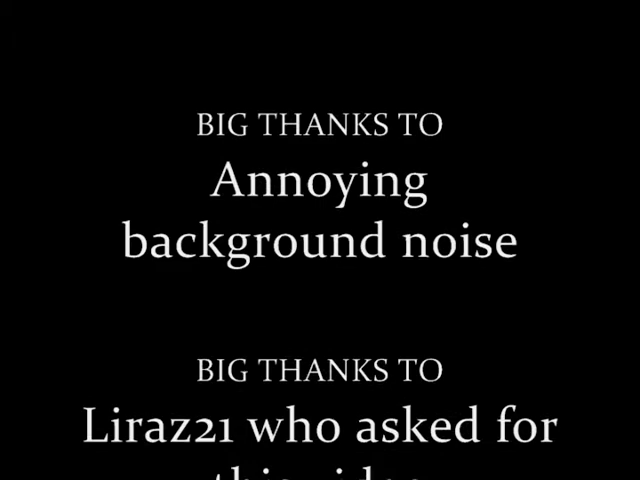 BIG THANKS TO
Annoying
background noise
BIG THANKS TO
Liraz21 who asked for
this video